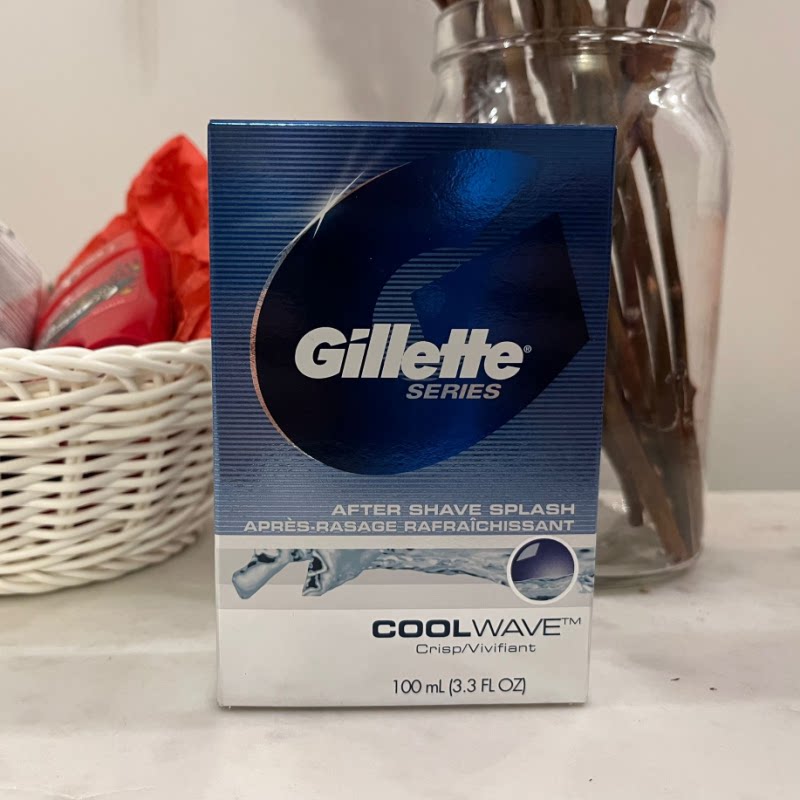 Gillette®
SERIES
AFTER SHAVE SPLASH
APRÈS-RASAGE RAFRAÎCHISSANT
COOLWAVE™
Crisp/Vivifiant
100 mL (3.3 FL OZ)